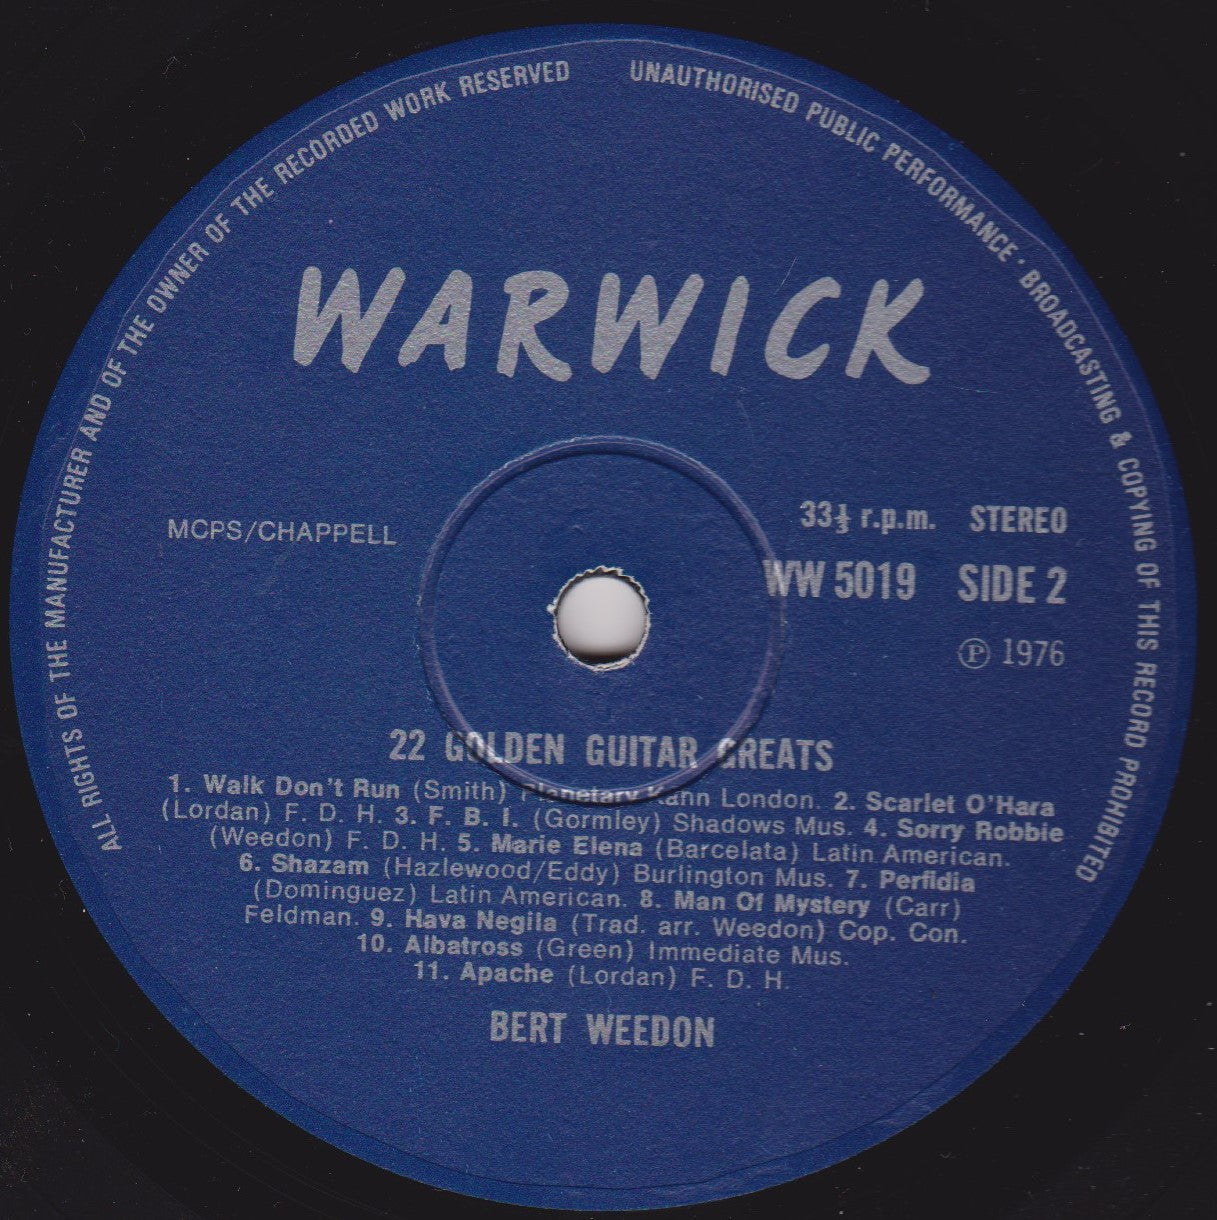 ALL RIGHTS OF THE MANUFACTURER AND OF THE OWNER OF THE RECORDED WORK RESERVED
UNAUTHORISED PUBLIC PERFORMANCE · BROADCASTING & COPYING OF THIS RECORD PROHIBITED
WARWICK
MCPS/CHAPPELL
33⅓ r.p.m. STEREO
WW 5019 SIDE 2
℗ 1976
22 GOLDEN GUITAR GREATS
1. Walk Don't Run (Smith) Planetary Kahn London. 2. Scarlet O'Hara
(Lordan) F. D. H. 3. F. B. I. (Gormley) Shadows Mus. 4. Sorry Robbie
(Weedon) F. D. H. 5. Marie Elena (Barcelata) Latin American.
6. Shazam (Hazlewood/Eddy) Burlington Mus. 7. Perfidia
(Dominguez) Latin American. 8. Man Of Mystery (Carr)
Feldman. 9. Hava Negila (Trad. arr. Weedon) Cop. Con.
10. Albatross (Green) Immediate Mus.
11. Apache (Lordan) F. D. H.
BERT WEEDON